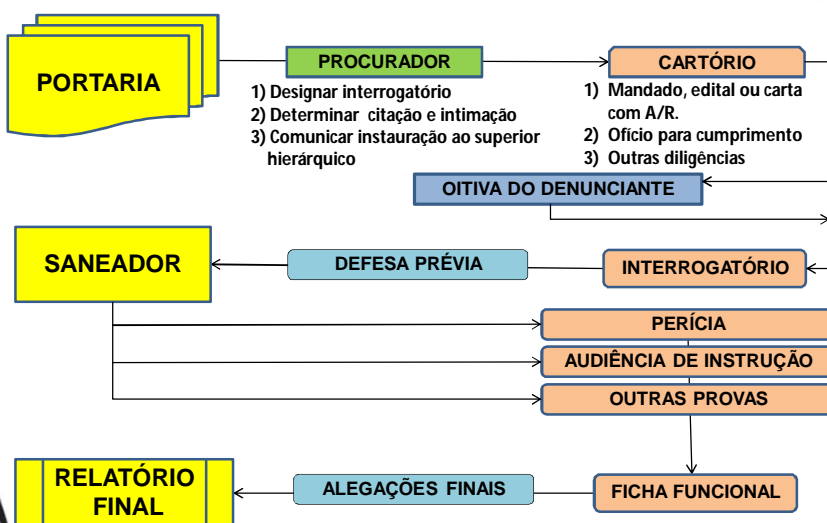 PORTARIA
PROCURADOR
1) Designar interrogatório
2) Determinar citação e intimação
3) Comunicar instauração ao superior
hierárquico
CARTÓRIO
1) Mandado, edital ou carta
com A/R.
2) Ofício para cumprimento
3) Outras diligências
OITIVA DO DENUNCIANTE
SANEADOR
DEFESA PRÉVIA
INTERROGATÓRIO
PERÍCIA
AUDIÊNCIA DE INSTRUÇÃO
OUTRAS PROVAS
RELATÓRIO
FINAL
ALEGAÇÕES FINAIS
FICHA FUNCIONAL